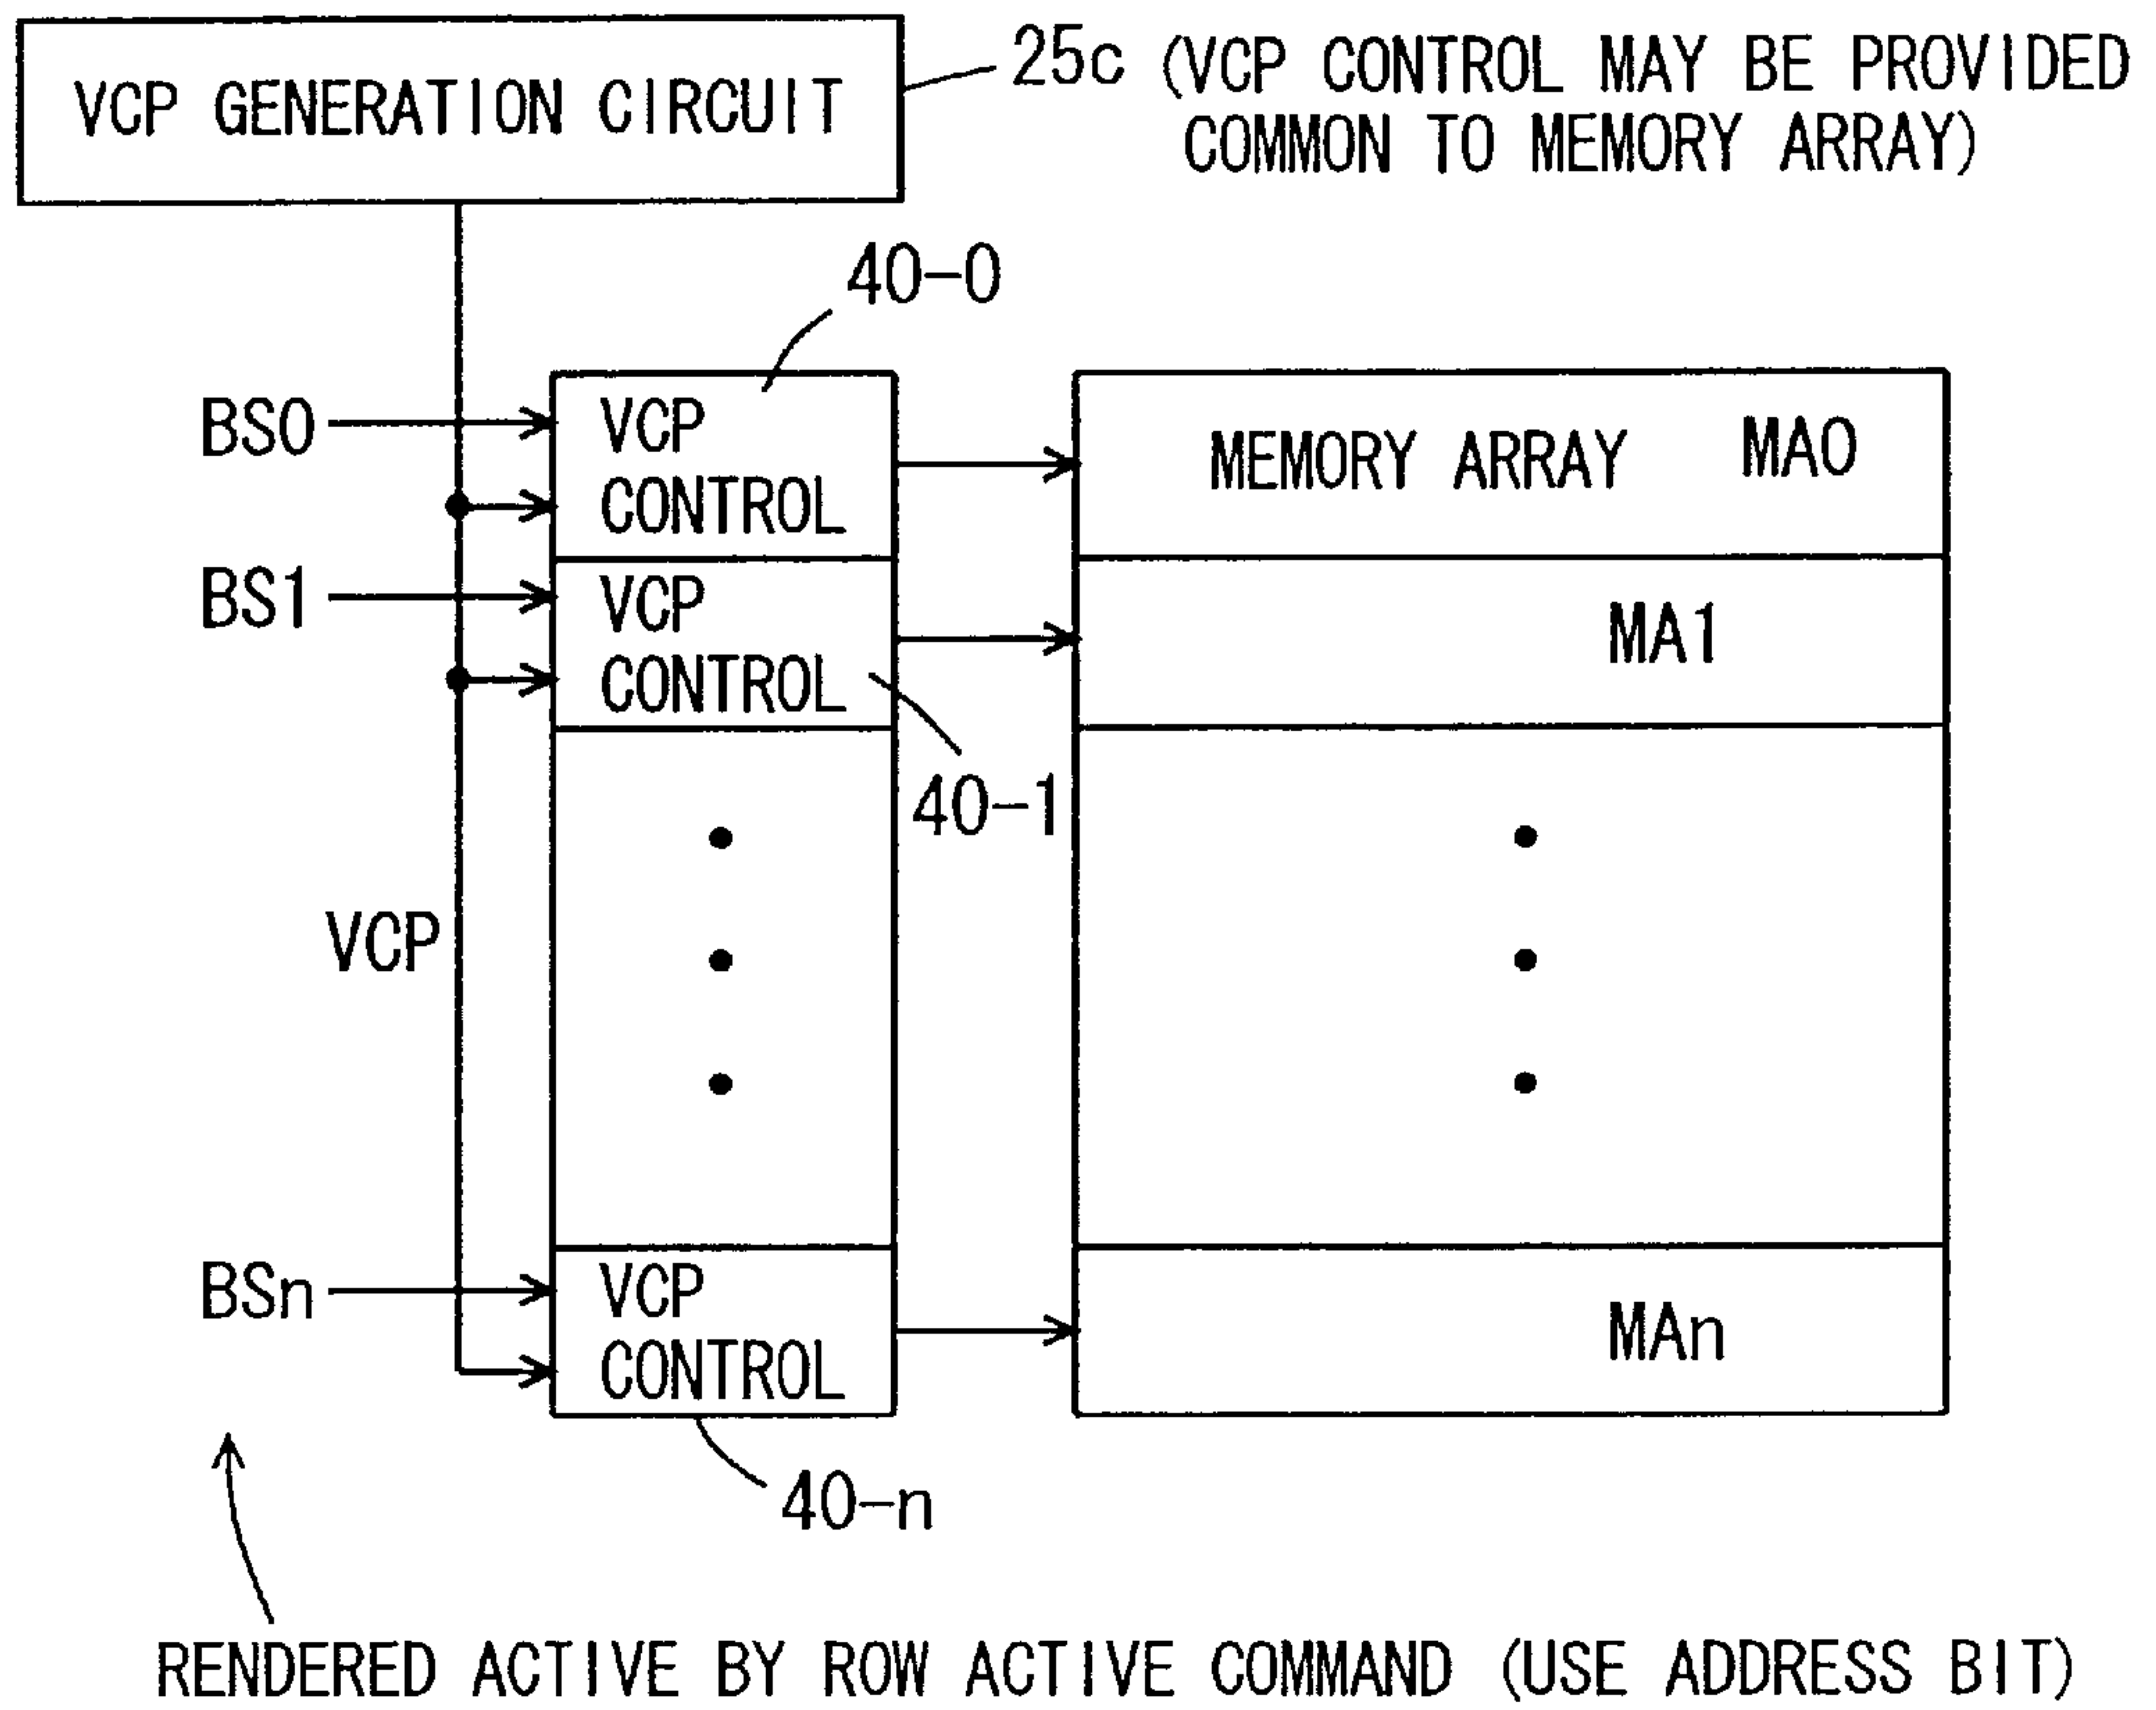 VCP GENERATION CIRCUIT
25c (VCP CONTROL MAY BE PROVIDED
COMMON TO MEMORY ARRAY)
40-0
BS0
VCP
CONTROL
MEMORY ARRAY MA0
BS1
VCP
CONTROL
MA1
40-1
VCP
BSn
VCP
CONTROL
MAn
40-n
RENDERED ACTIVE BY ROW ACTIVE COMMAND (USE ADDRESS BIT)